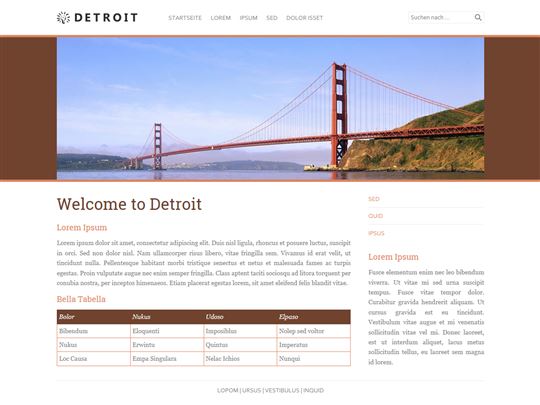 DETROIT
STARTSEITE LOREM IPSUM SED DOLOR ISSET
Suchen nach ...
Welcome to Detroit
Lorem Ipsum
Lorem ipsum dolor sit amet, consectetur adipiscing elit. Duis nisl ligula, rhoncus et posuere luctus, suscipit
in orci. Sed non dolor nisl. Nam ullamcorper risus libero, vitae fringilla sem. Vivamus id erat velit, ut
tincidunt nulla. Pellentesque habitant morbi tristique senectus et netus et malesuada fames ac turpis
egestas. Proin vulputate augue nec enim semper fringilla. Class aptent taciti sociosqu ad litora torquent per
conubia nostra, per inceptos himenaeos. Etiam placerat egestas lorem, sit amet eleifend felis blandit vitae.
Bella Tabella
Bolor Nukus Udoso Elpaso
Bibendum Eloquenti Imposiblus Nolep sed voltor
Nukus Erwintu Quintus Imperatus
Loc Causa Empa Singulara Nelac Ichios Nunqui
SED
QUID
IPSUS
Lorem Ipsum
Fusce elementum enim nec leo bibendum
viverra. Ut vitae mi sed urna suscipit
tempus. Fusce vitae tempor dolor.
Curabitur gravida hendrerit aliquam. Ut
cursus gravida est eu tincidunt.
Vestibulum vitae augue et mi venenatis
sollicitudin vitae vel mi. Donec laoreet,
est ut interdum aliquet, lacus metus
sollicitudin tellus, eu laoreet sem magna
id lorem.
LOPOM | URSUS | VESTIBULUS | INQUID